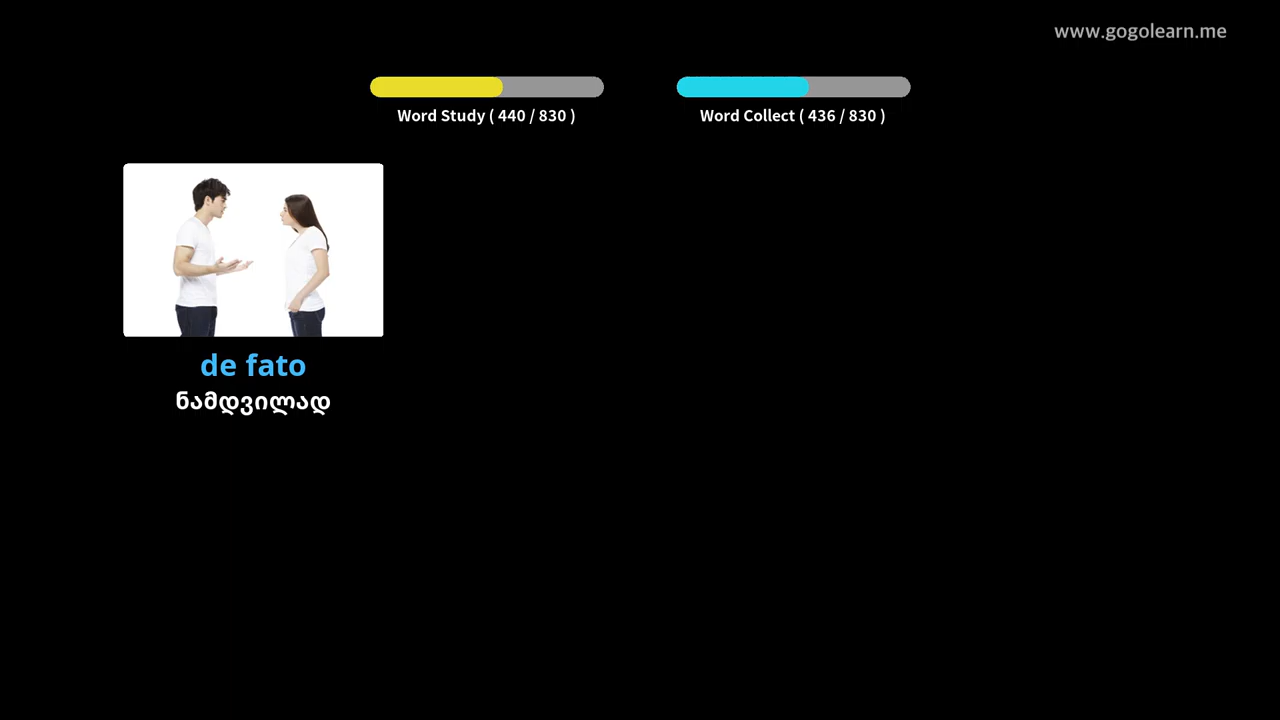 www.gogolearn.me
Word Study ( 440 / 830 )
Word Collect ( 436 / 830 )
de fato
ნამდვილად